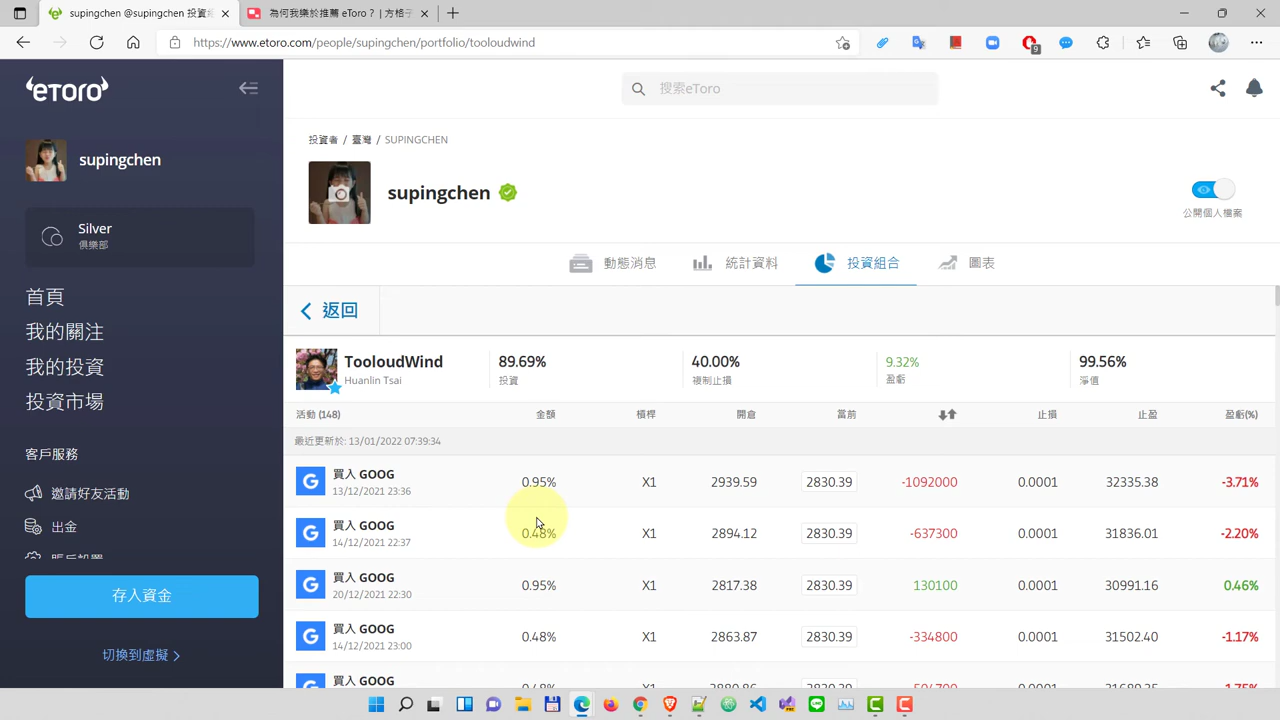 supingchen @supingchen 投資組
為何我樂於推薦 eToro？ | 方格子
https://www.etoro.com/people/supingchen/portfolio/tooloudwind
9
eToro
搜索eToro
supingchen
Silver
俱樂部
首頁
我的關注
我的投資
投資市場
客戶服務
邀請好友活動
出金
賬戶設置
存入資金
切換到虛擬
投資者 / 臺灣 / SUPINGCHEN
supingchen
公開個人檔案
動態消息
統計資料
投資組合
圖表
返回
TooloudWind
Huanlin Tsai
89.69%
投資
40.00%
複制止損
9.32%
盈虧
99.56%
淨值
活動 (148) 金額 槓桿 開倉 當前 止損 止盈 盈虧(%)
最近更新於: 13/01/2022 07:39:34
買入 GOOG
13/12/2021 23:36
0.95% X1 2939.59 2830.39 -1092000 0.0001 32335.38 -3.71%
買入 GOOG
14/12/2021 22:37
0.48% X1 2894.12 2830.39 -637300 0.0001 31836.01 -2.20%
買入 GOOG
20/12/2021 22:30
0.95% X1 2817.38 2830.39 130100 0.0001 30991.16 0.46%
買入 GOOG
14/12/2021 23:00
0.48% X1 2863.87 2830.39 -334800 0.0001 31502.40 -1.17%
買入 GOOG